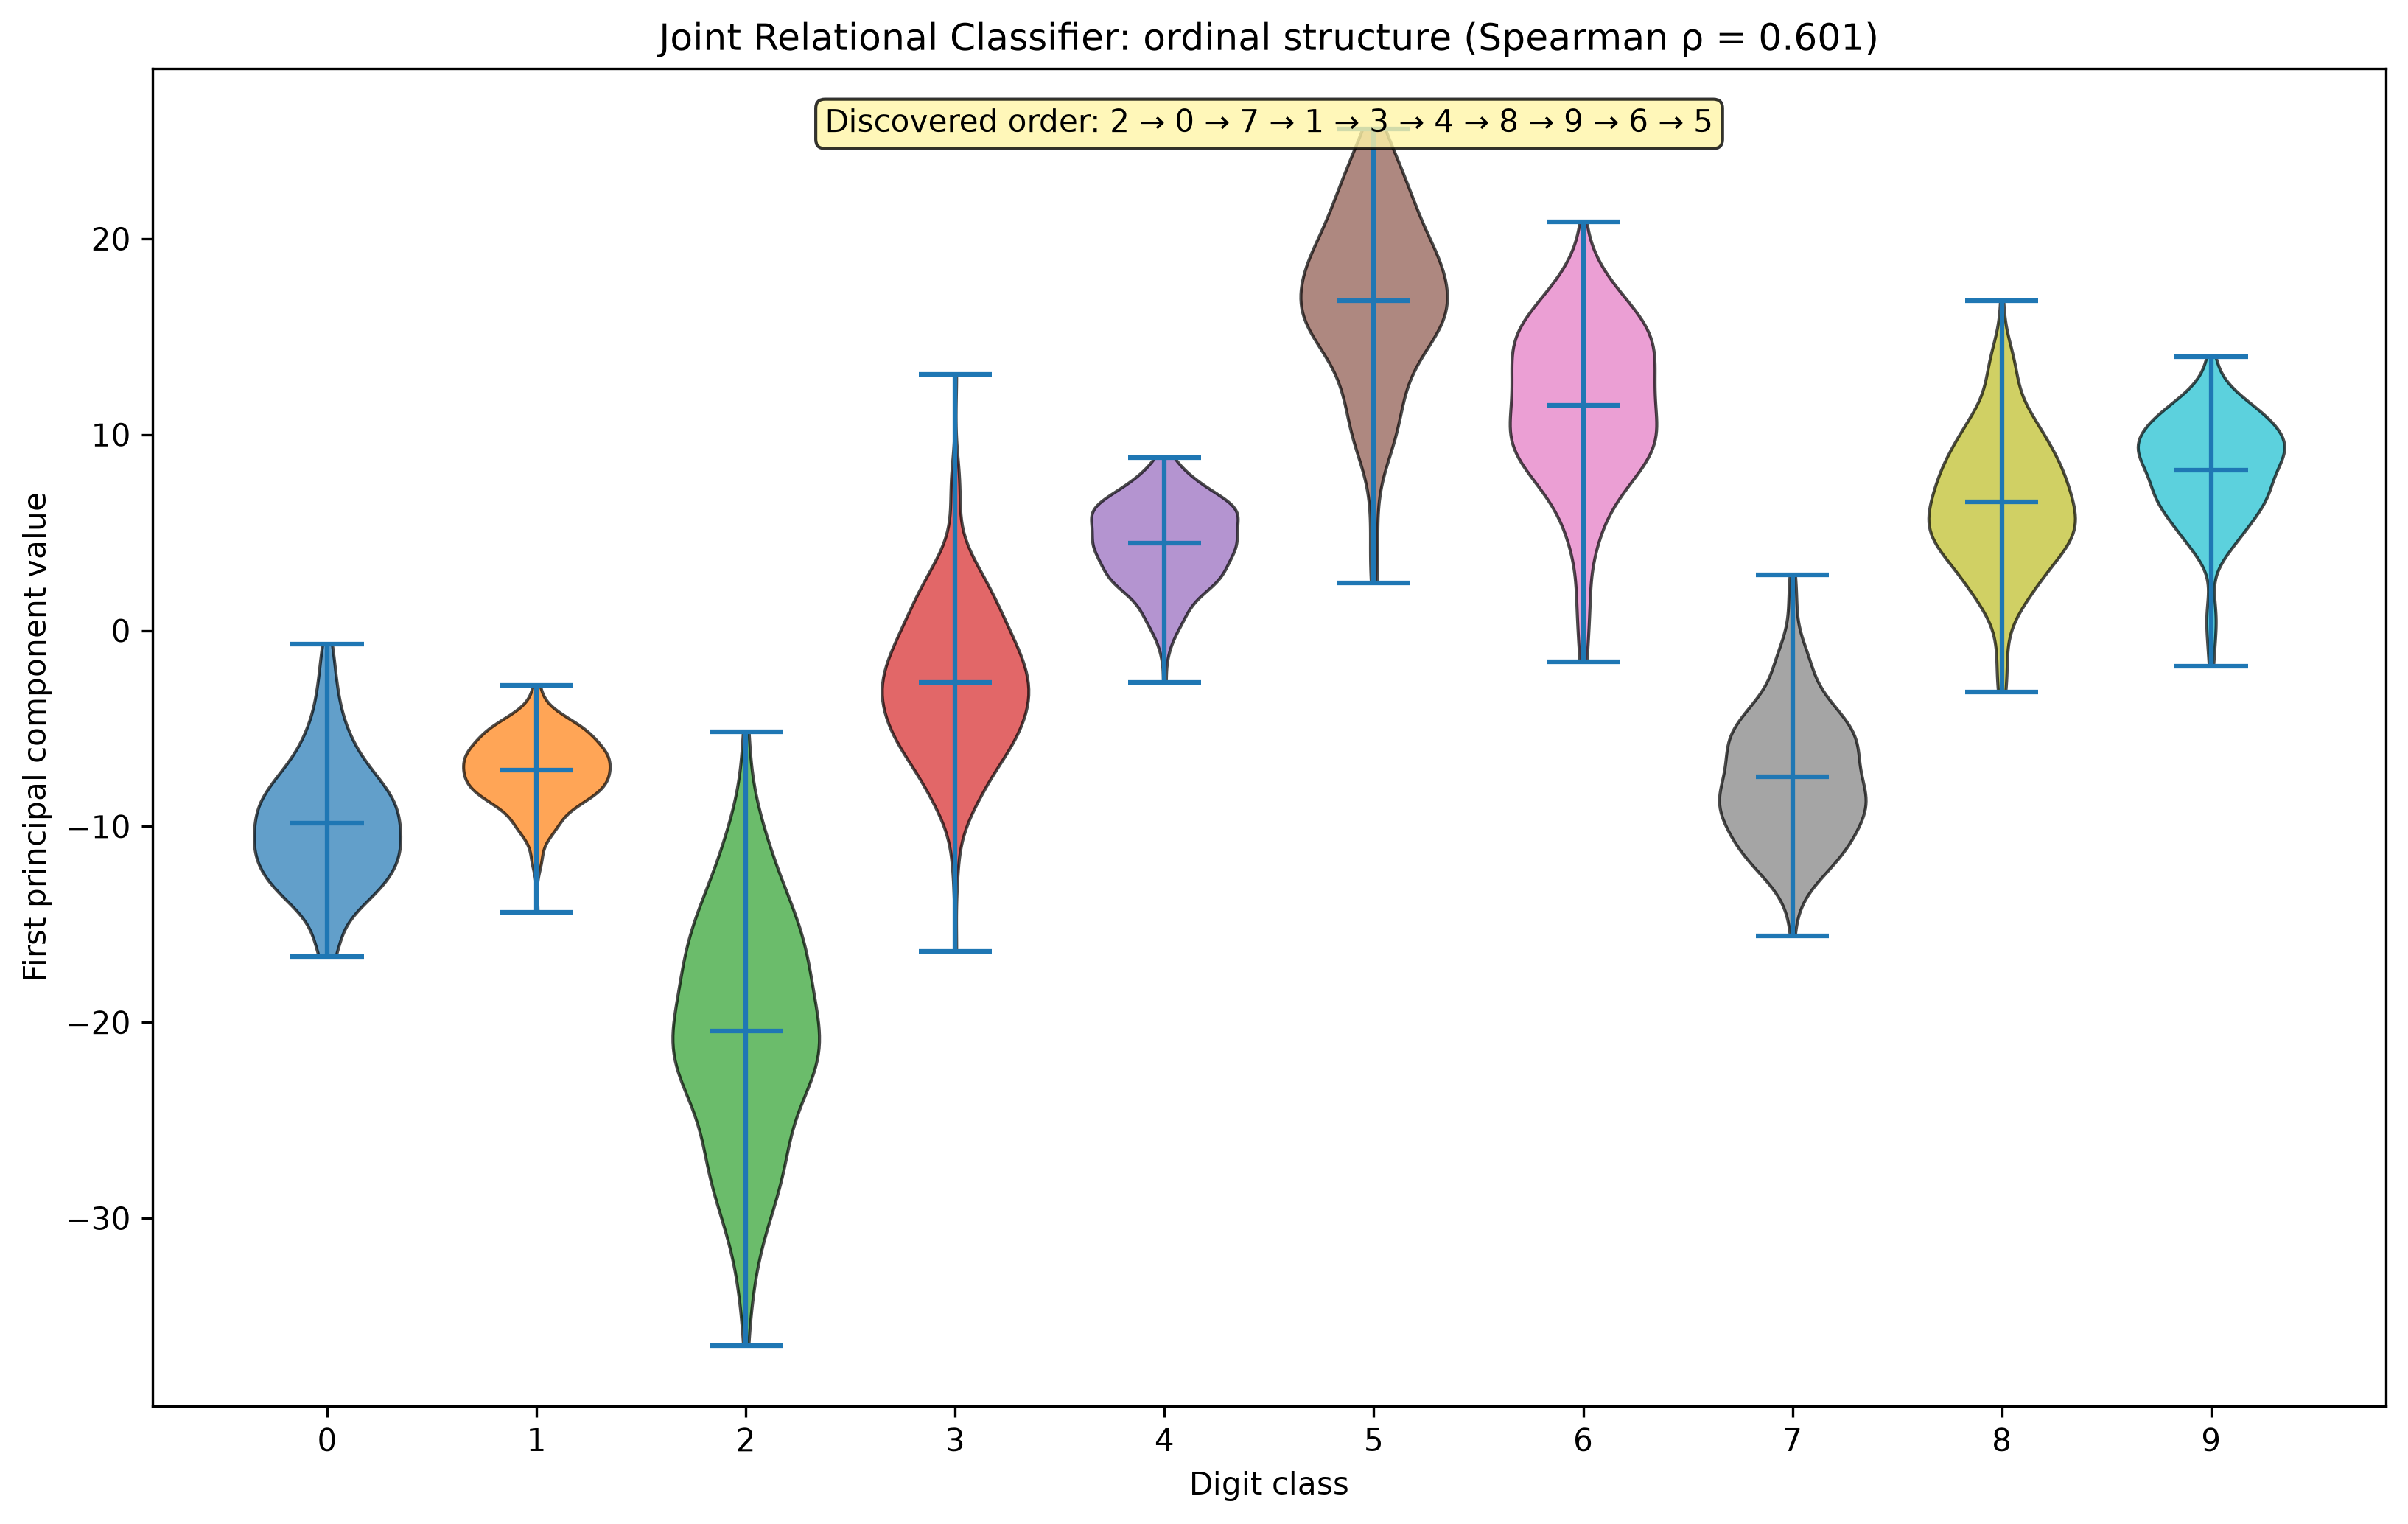 Joint Relational Classifier: ordinal structure (Spearman ρ = 0.601)
Discovered order: 2 → 0 → 7 → 1 → 3 → 4 → 8 → 9 → 6 → 5
First principal component value
20
10
0
−10
−20
−30
0 1 2 3 4 5 6 7 8 9
Digit class